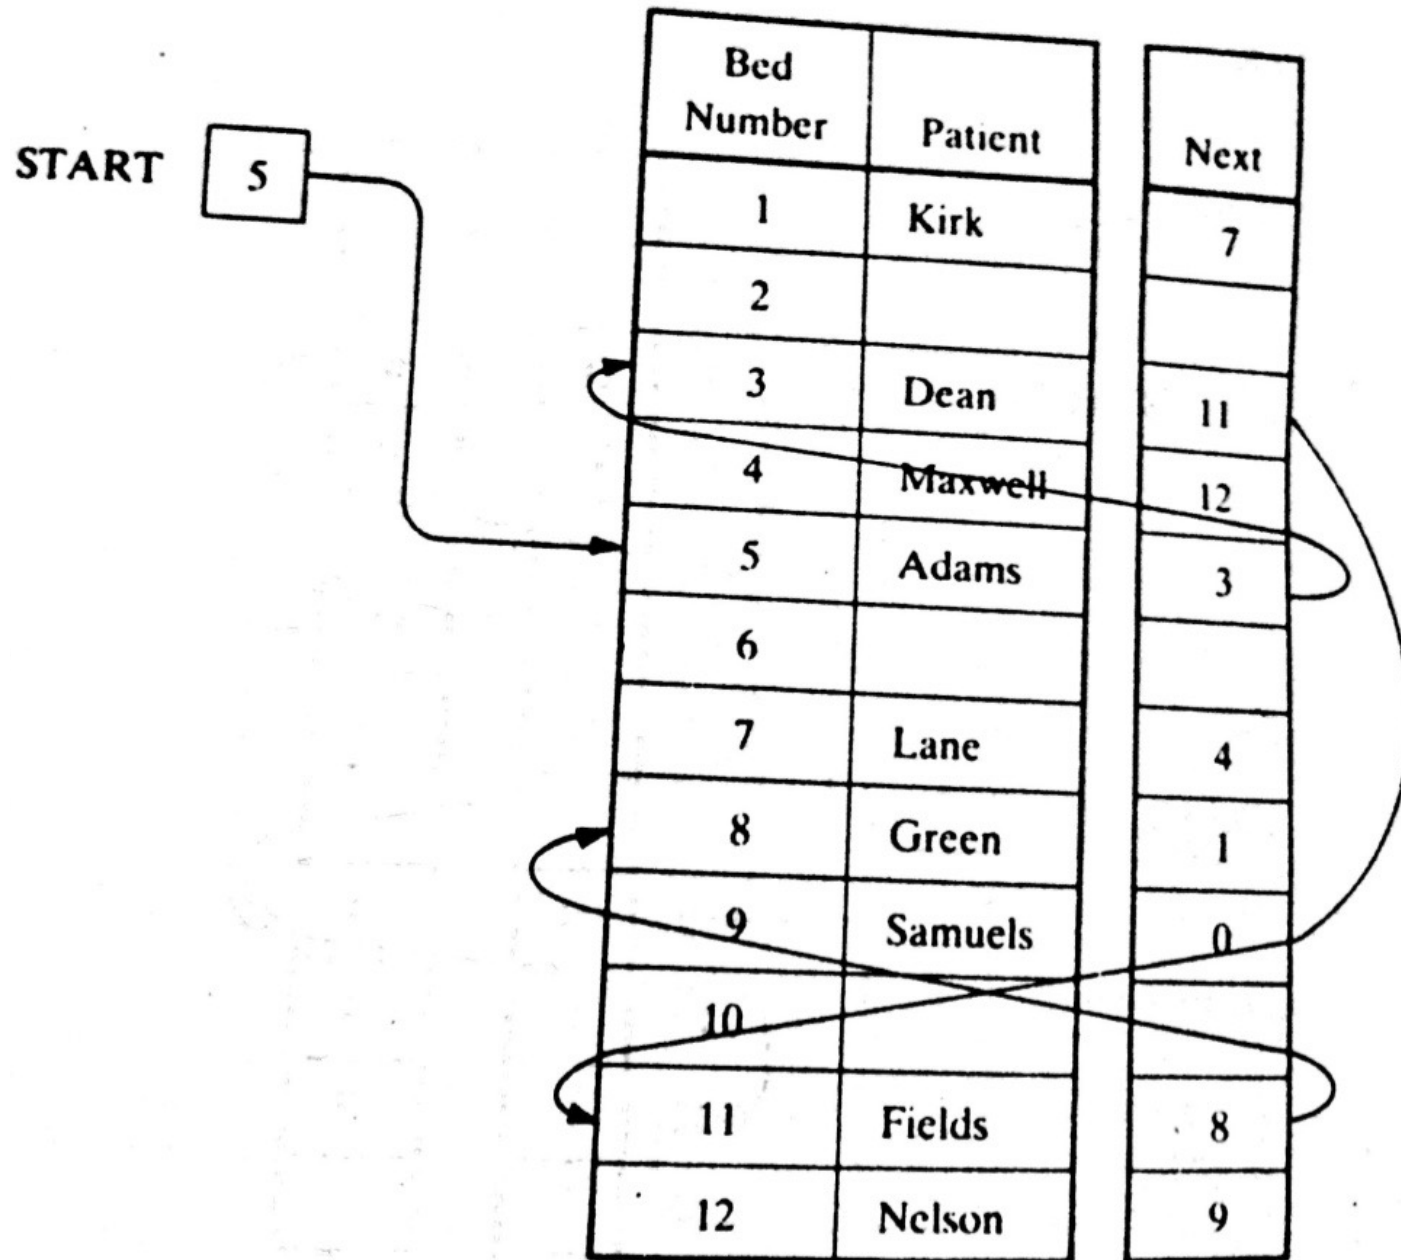 START 5
Bed Number Patient Next
1 Kirk 7
2
3 Dean 11
4 Maxwell 12
5 Adams 3
6
7 Lane 4
8 Green 1
9 Samuels 0
10
11 Fields 8
12 Nelson 9